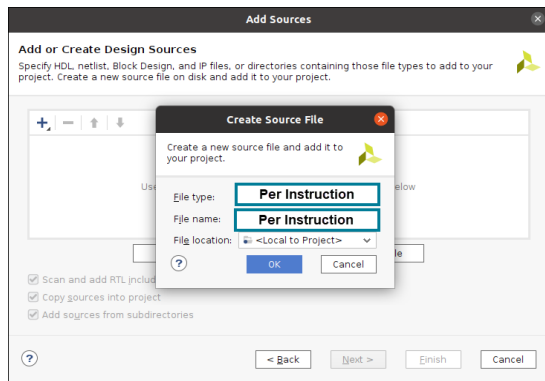 Add Sources
Add or Create Design Sources
Specify HDL, netlist, Block Design, and IP files, or directories containing those file types to add to your
project. Create a new source file on disk and add it to your project.
Create Source File
Create a new source file and add it to
your project.
Use
elow
File type:
Per Instruction
File name:
Per Instruction
File location:
<Local to Project>
le
?
OK
Cancel
Scan and add RTL includ
Copy sources into project
Add sources from subdirectories
?
< Back
Next >
Finish
Cancel